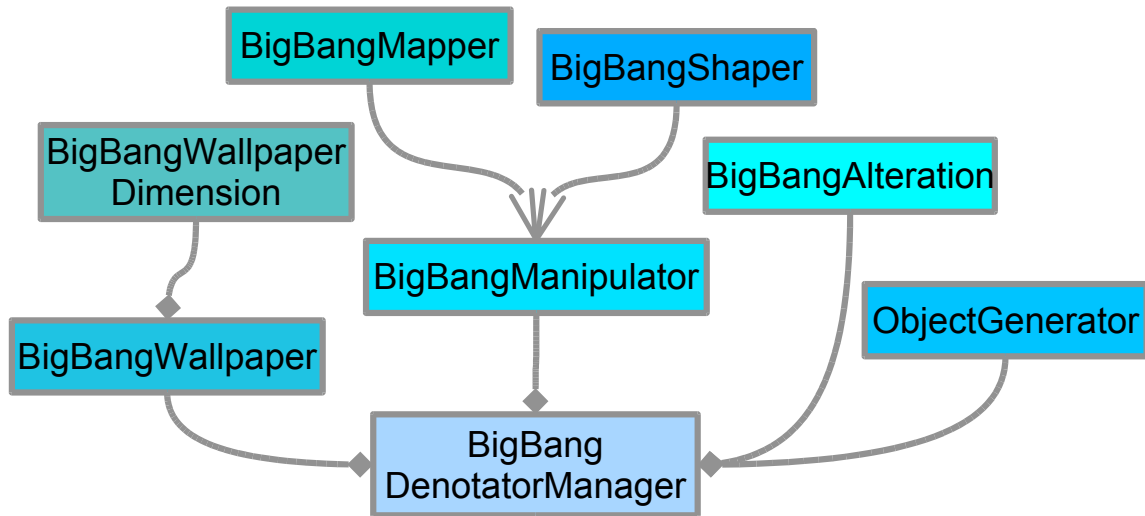 BigBangMapper
BigBangShaper
BigBangWallpaper
Dimension
BigBangAlteration
BigBangManipulator
ObjectGenerator
BigBangWallpaper
BigBang
DenotatorManager